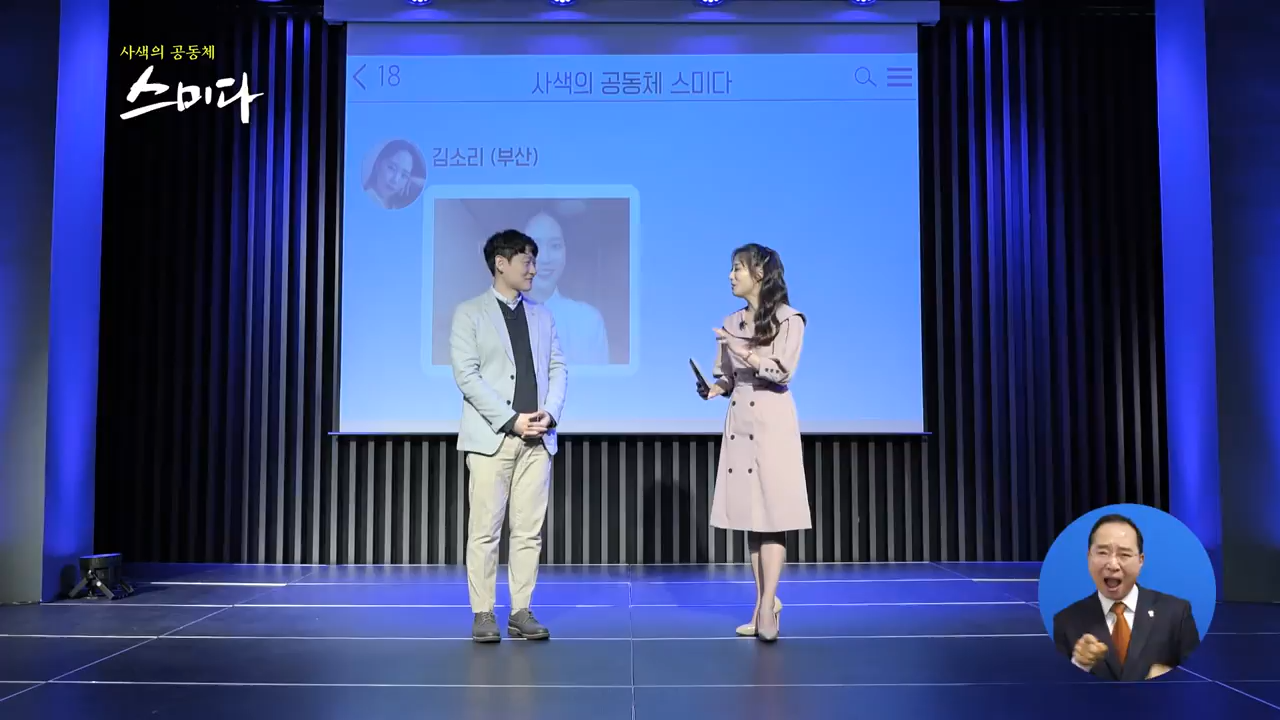 사색의 공동체
스미다
18
사색의 공동체 스미다
김소리 (부산)